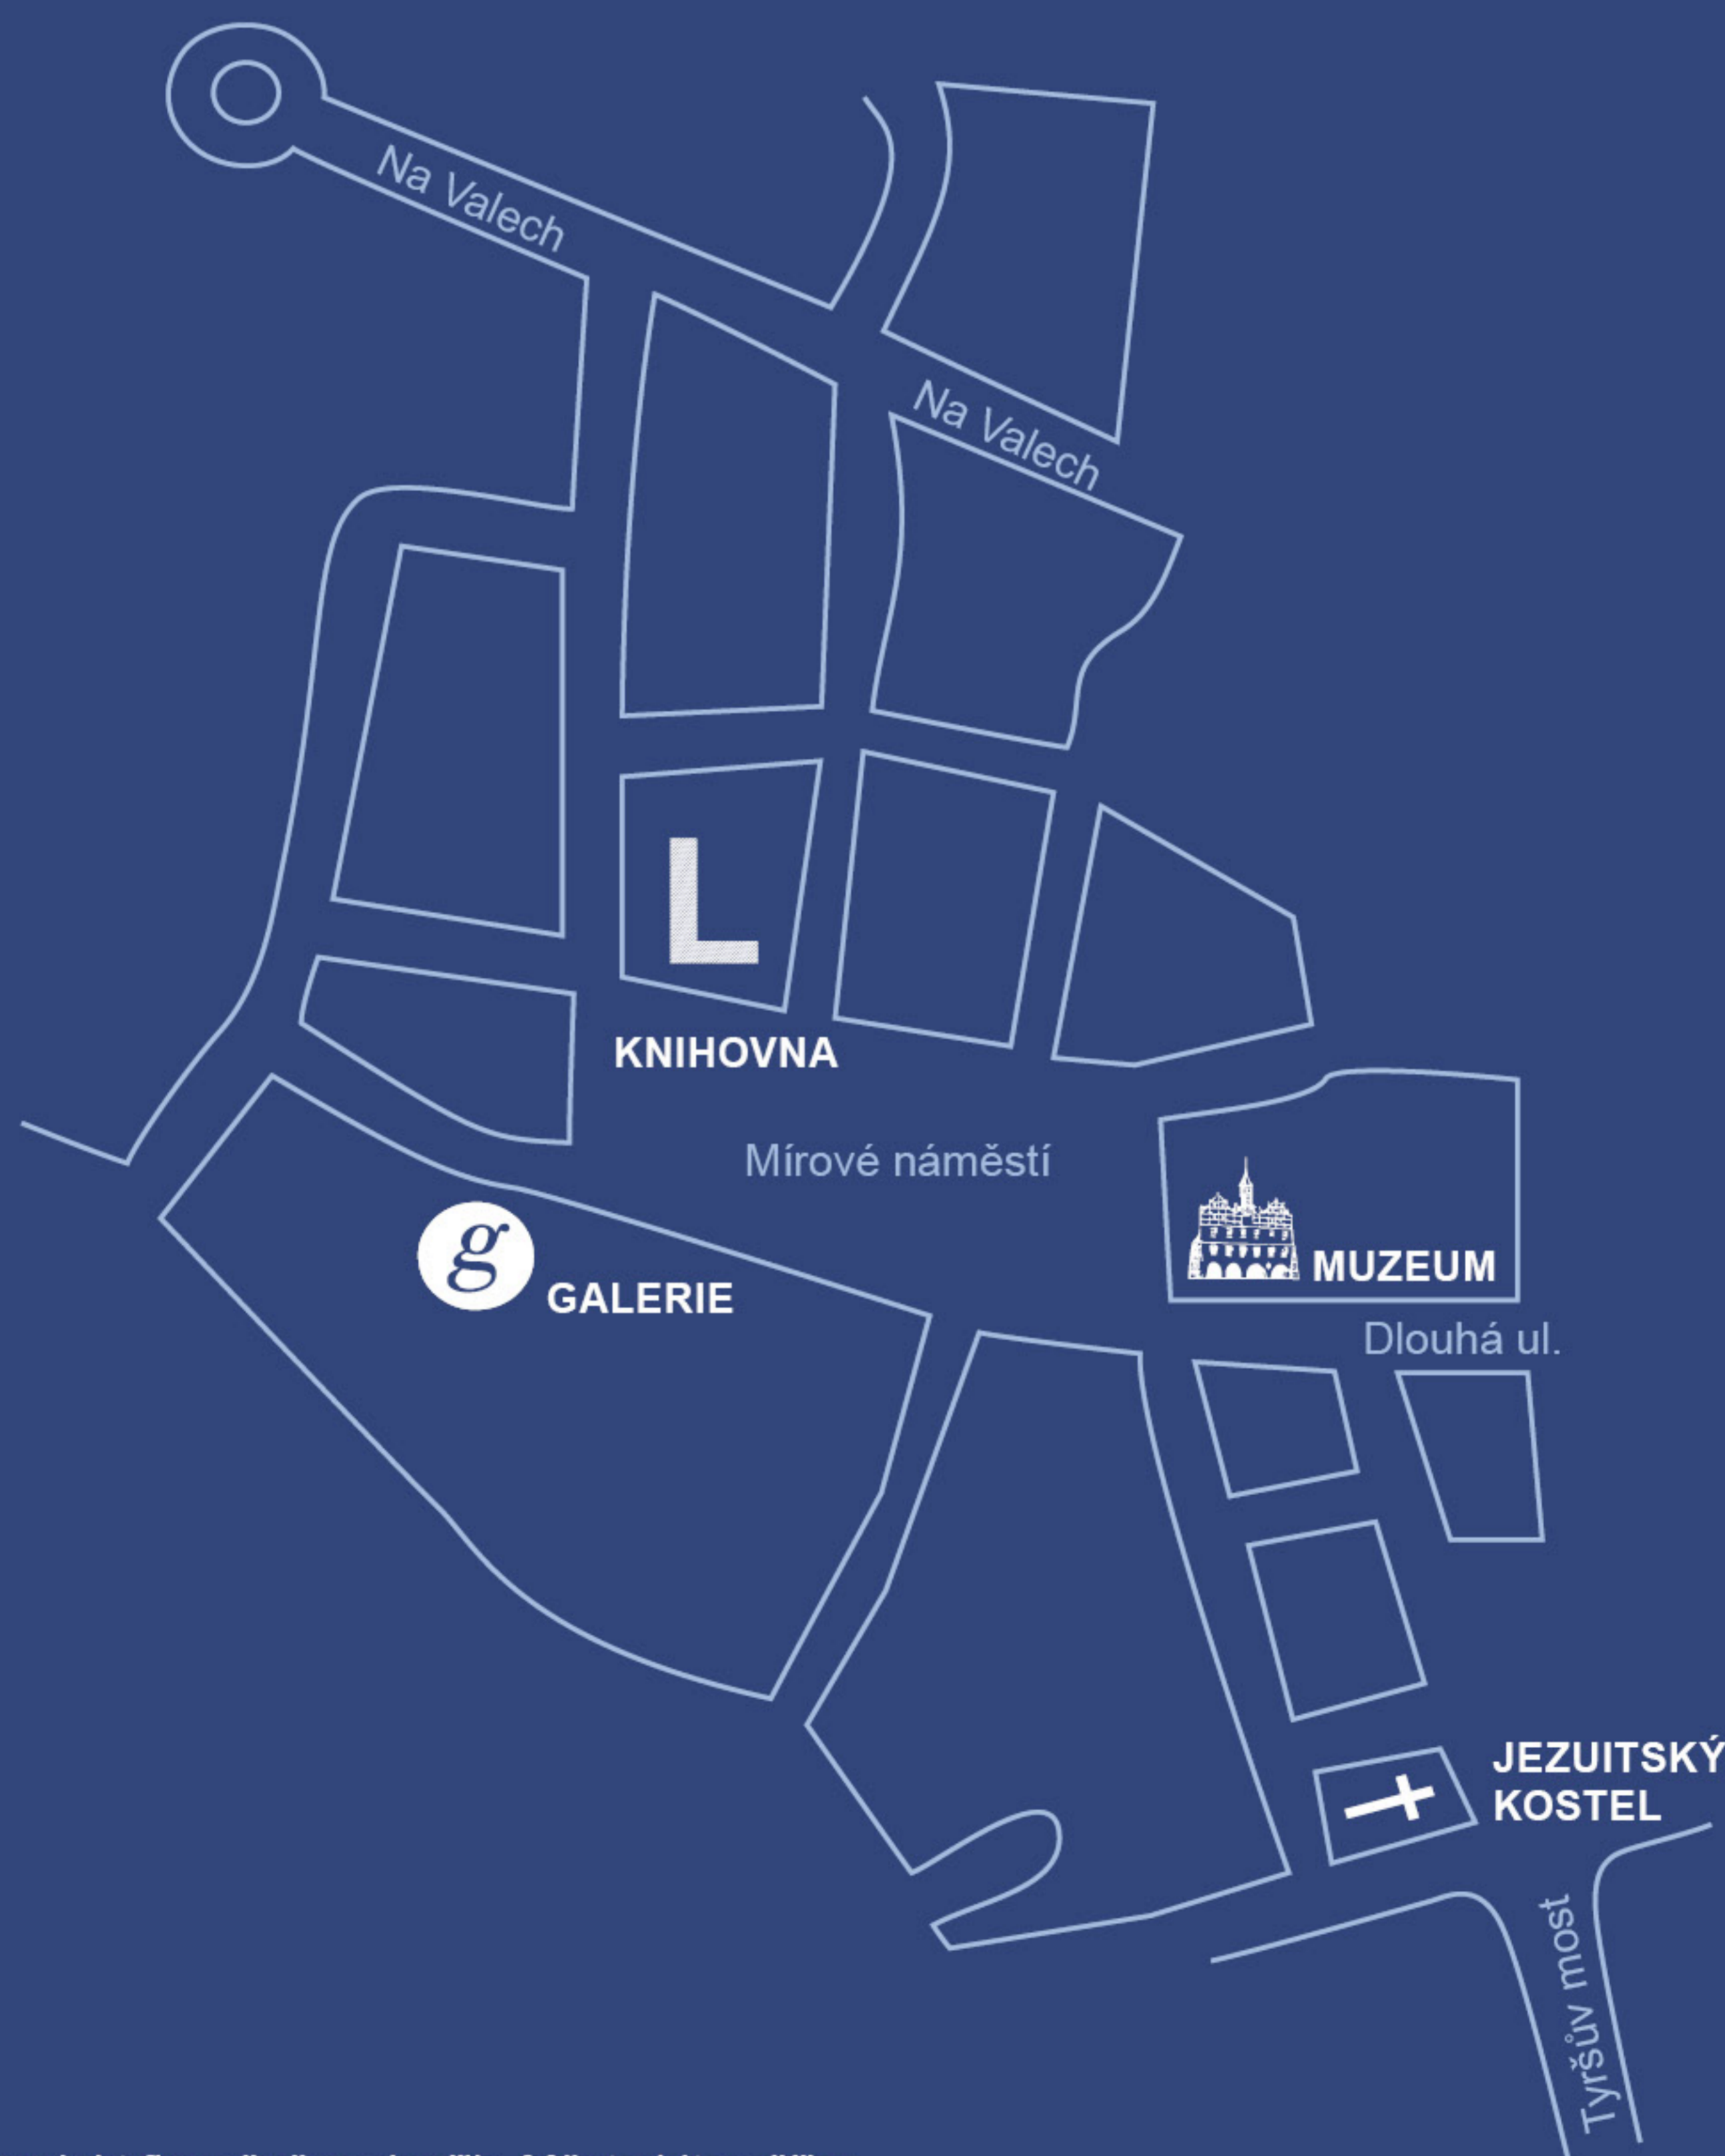 Na Valech
Na Valech
L
KNIHOVNA
Mírové náměstí
g
GALERIE
MUZEUM
Dlouhá ul.
JEZUITSKÝ
KOSTEL
Tyršův most